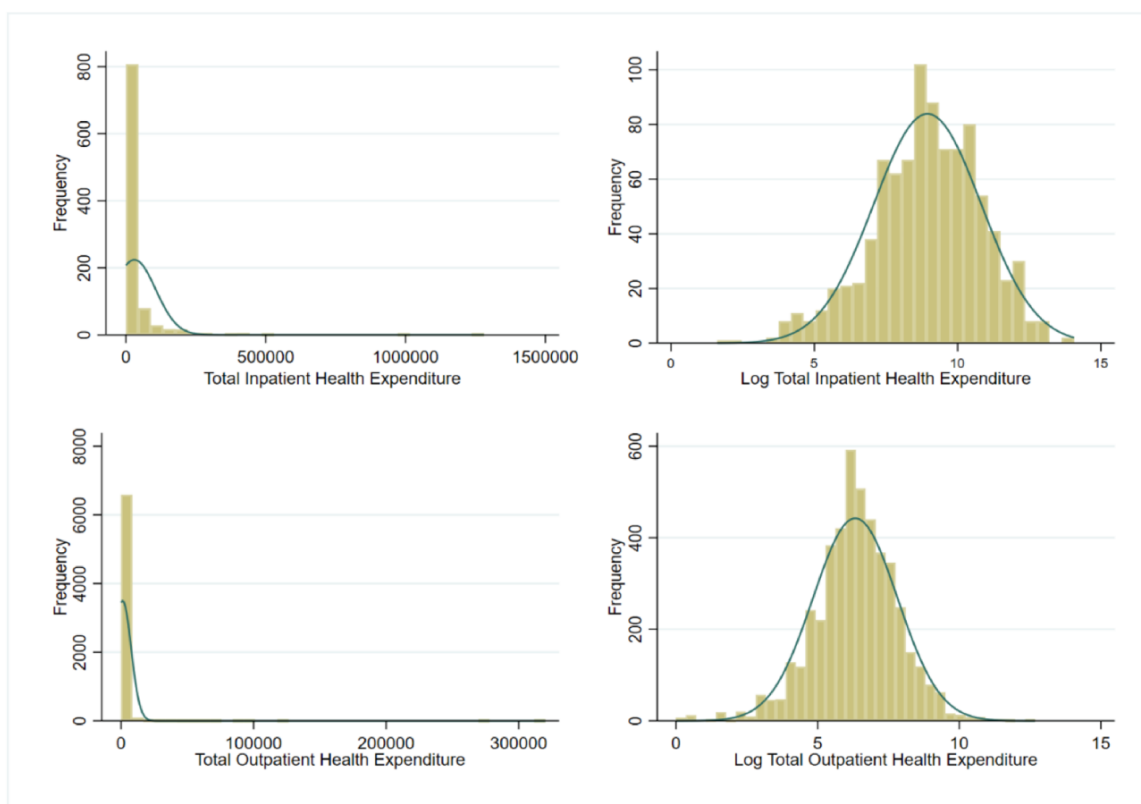 800
600
400
200
0
Frequency
0 500000 1000000 1500000
Total Inpatient Health Expenditure
100
80
60
40
20
0
Frequency
0 5 10 15
Log Total Inpatient Health Expenditure
8000
6000
4000
2000
0
Frequency
0 100000 200000 300000
Total Outpatient Health Expenditure
600
400
200
0
Frequency
0 5 10 15
Log Total Outpatient Health Expenditure